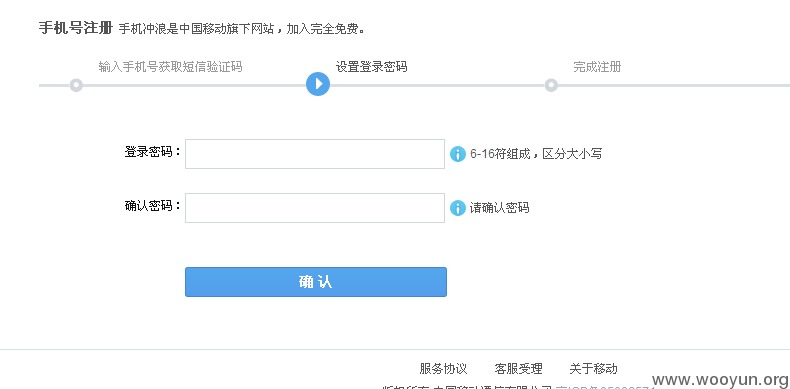 手机号注册 手机冲浪是中国移动旗下网站，加入完全免费。
输入手机号获取短信验证码 设置登录密码 完成注册
登录密码： 6-16符组成，区分大小写
确认密码： 请确认密码
确 认
服务协议 客服受理 关于移动
www.wooyun.org